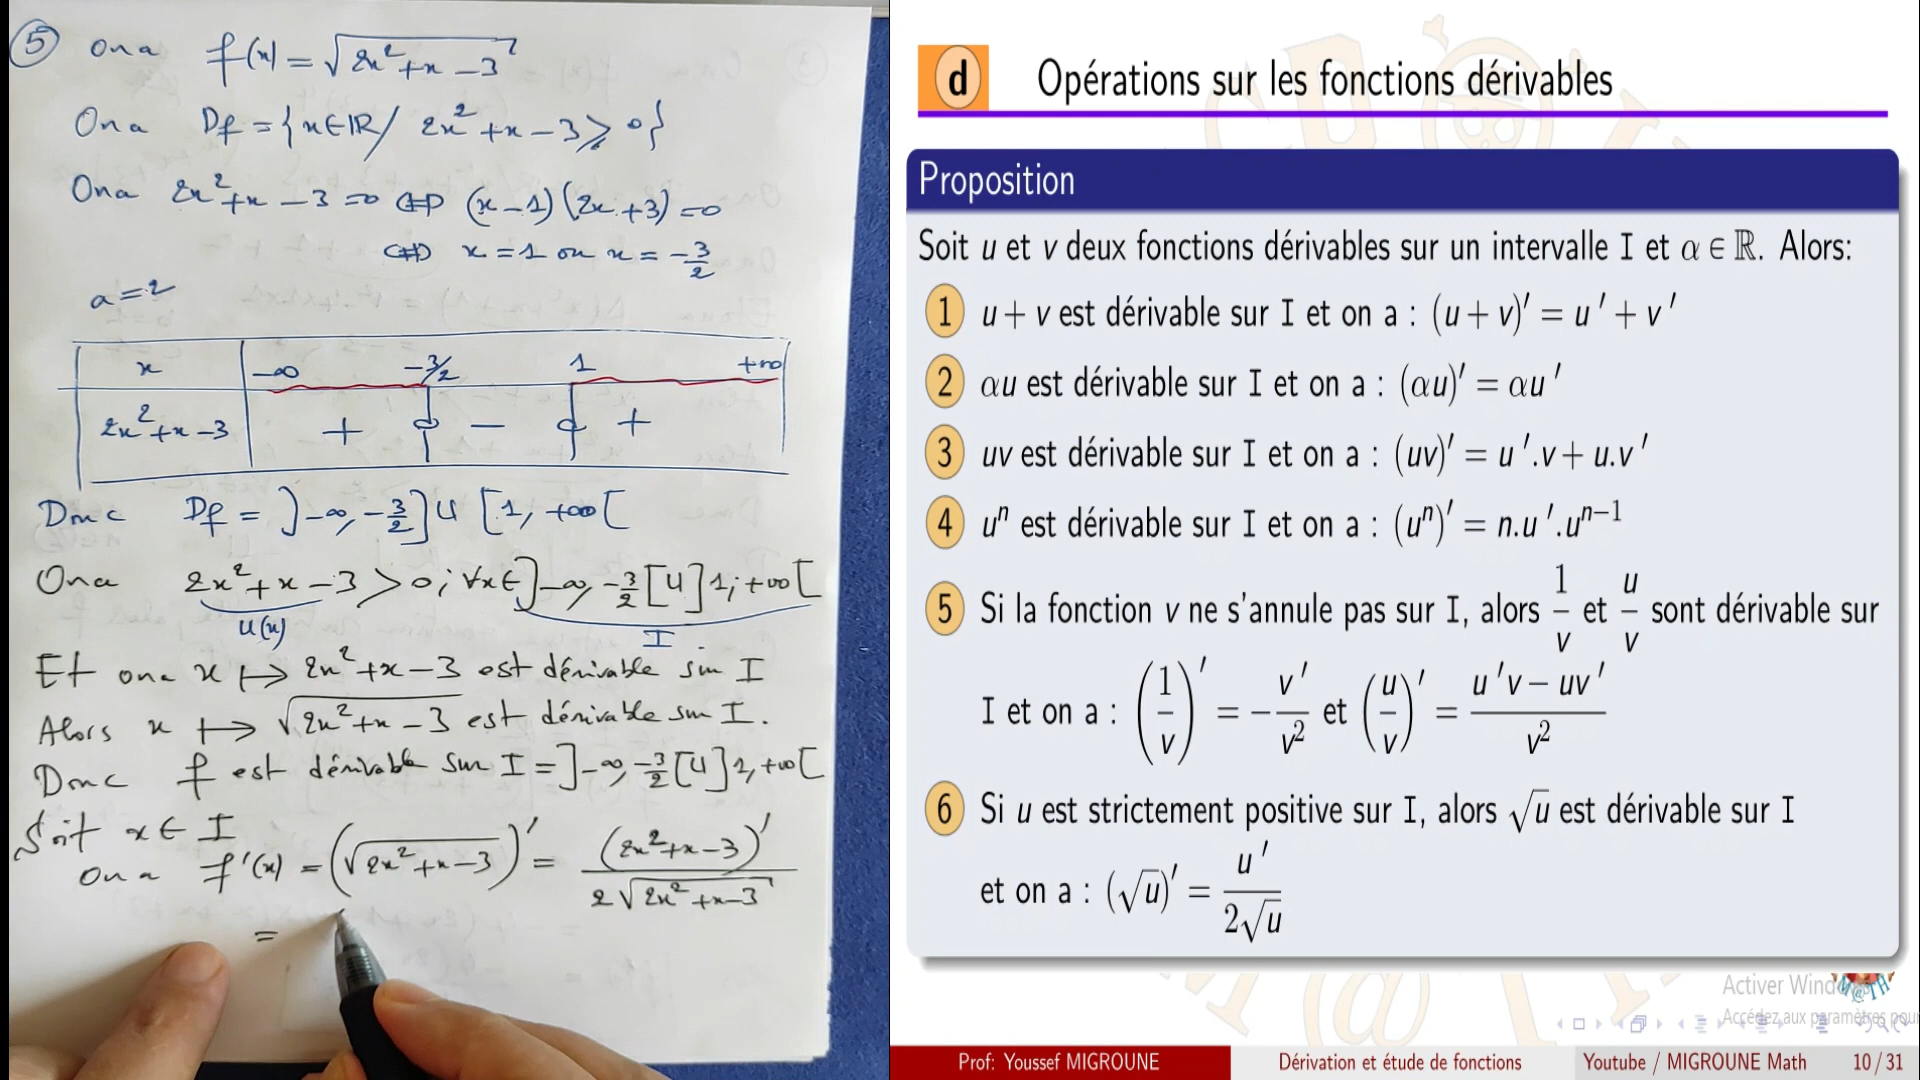 ⑤ On a f(x) = √(2x²+x-3)
On a Df = {x∈ℝ/ 2x²+x-3 ⩾ 0}
On a 2x²+x-3=0 ⟺ (x-1)(2x+3)=0
⟺ x=1 ou x=-3/2
a=2
x -∞ -3/2 1 +∞
2x²+x-3 + 0 - 0 +
Donc Df = ]-∞,-3/2]∪[1,+∞[
On a 2x²+x-3>0; ∀x∈]-∞,-3/2[∪]1;+∞[
u(x) I
Et on a x ↦ 2x²+x-3 est dérivable sur I
Alors x ↦ √(2x²+x-3) est dérivable sur I.
Donc f est dérivable sur I=]-∞,-3/2[∪]1,+∞[
Soit x∈I
On a f'(x) = (√(2x²+x-3))' = (2x²+x-3)' / 2√(2x²+x-3)
=
d Opérations sur les fonctions dérivables
Proposition
Soit u et v deux fonctions dérivables sur un intervalle I et α ∈ ℝ. Alors:
1 u + v est dérivable sur I et on a : (u + v)′ = u ′ + v ′
2 αu est dérivable sur I et on a : (αu)′ = αu ′
3 uv est dérivable sur I et on a : (uv)′ = u ′.v + u.v ′
4 uⁿ est dérivable sur I et on a : (uⁿ)′ = n.u ′.uⁿ⁻¹
5 Si la fonction v ne s'annule pas sur I, alors 1/v et u/v sont dérivable sur
I et on a : (1/v)′ = −v ′/v² et (u/v)′ = (u ′v − uv ′)/v²
6 Si u est strictement positive sur I, alors √u est dérivable sur I
et on a : (√u)′ = u ′/2√u
Activer Wind
M@TH
Accédez aux paramètres pour
Prof: Youssef MIGROUNE Dérivation et étude de fonctions Youtube / MIGROUNE Math 10 / 31